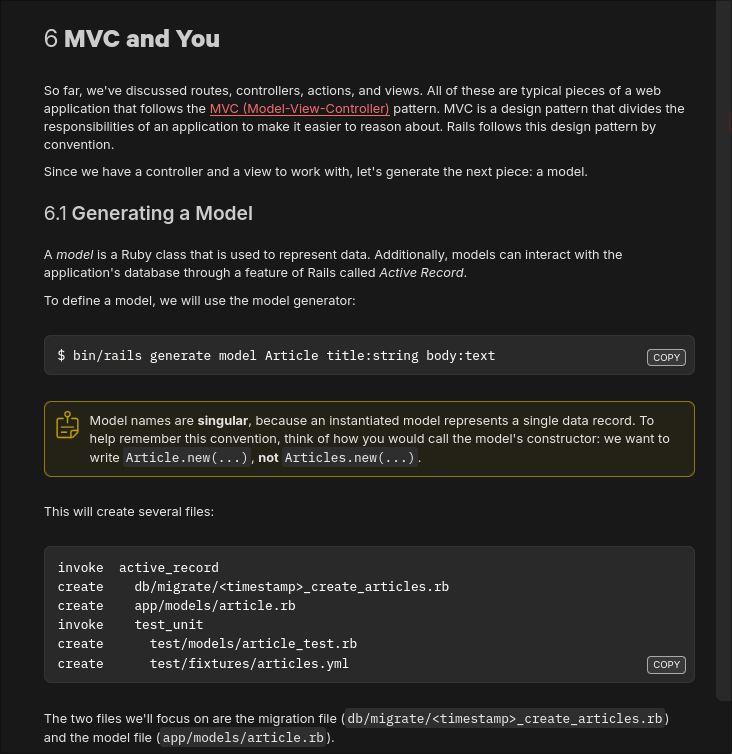 6 MVC and You
So far, we've discussed routes, controllers, actions, and views. All of these are typical pieces of a web
application that follows the MVC (Model-View-Controller) pattern. MVC is a design pattern that divides the
responsibilities of an application to make it easier to reason about. Rails follows this design pattern by
convention.
Since we have a controller and a view to work with, let's generate the next piece: a model.
6.1 Generating a Model
A model is a Ruby class that is used to represent data. Additionally, models can interact with the
application's database through a feature of Rails called Active Record.
To define a model, we will use the model generator:
$ bin/rails generate model Article title:string body:text
COPY
Model names are singular, because an instantiated model represents a single data record. To
help remember this convention, think of how you would call the model's constructor: we want to
write Article.new(...), not Articles.new(...).
This will create several files:
invoke  active_record
create    db/migrate/<timestamp>_create_articles.rb
create    app/models/article.rb
invoke    test_unit
create      test/models/article_test.rb
create      test/fixtures/articles.yml
COPY
The two files we'll focus on are the migration file (db/migrate/<timestamp>_create_articles.rb)
and the model file (app/models/article.rb).